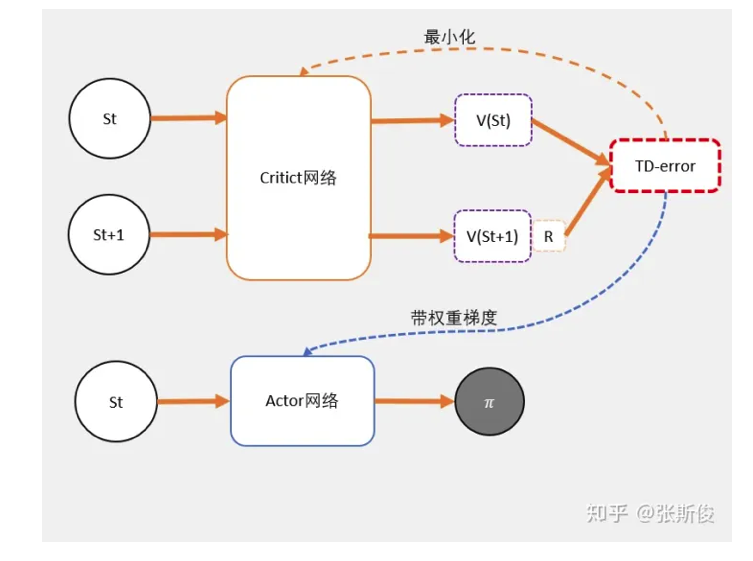 最小化
St
V(St)
Critict网络
TD-error
St+1
V(St+1)
R
带权重梯度
St
Actor网络
π
知乎 @张斯俊